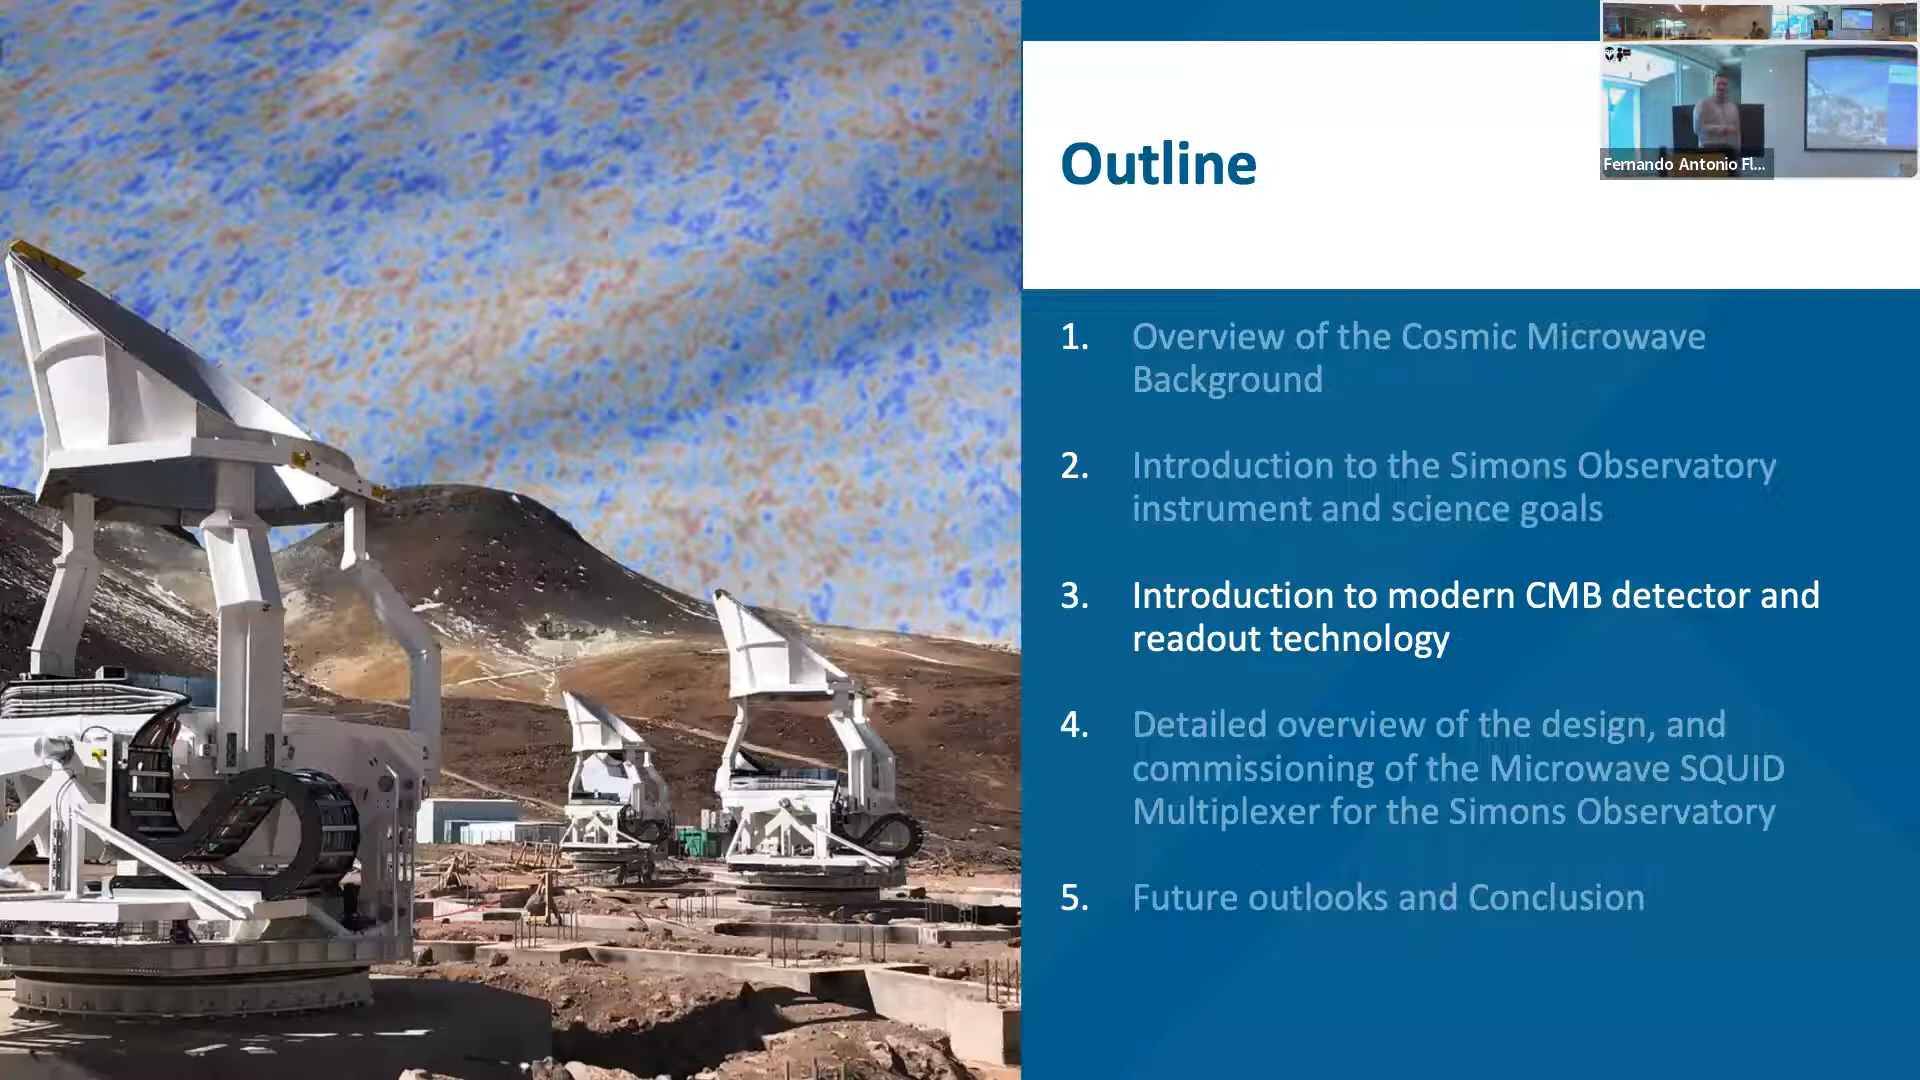 Outline
Fernando Antonio Fl...
1. Overview of the Cosmic Microwave
Background
2. Introduction to the Simons Observatory
instrument and science goals
3. Introduction to modern CMB detector and
readout technology
4. Detailed overview of the design, and
commissioning of the Microwave SQUID
Multiplexer for the Simons Observatory
5. Future outlooks and Conclusion